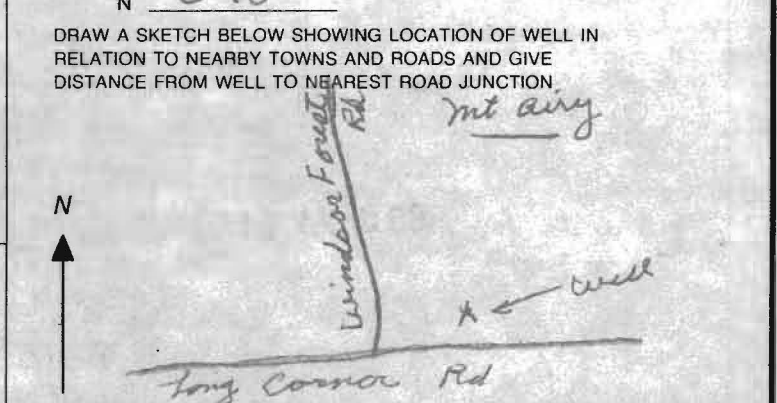 N
DRAW A SKETCH BELOW SHOWING LOCATION OF WELL IN
RELATION TO NEARBY TOWNS AND ROADS AND GIVE
DISTANCE FROM WELL TO NEAREST ROAD JUNCTION
Mt Airy
Windsor Forest
Rd
N
Well
Long Corner Rd